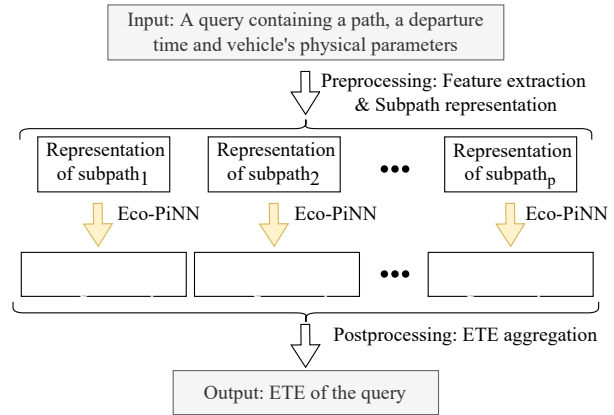 Input: A query containing a path, a departure
time and vehicle's physical parameters
Preprocessing: Feature extraction
& Subpath representation
Representation
of subpath1
Representation
of subpath2
•••
Representation
of subpathp
Eco-PiNN
Eco-PiNN
Eco-PiNN
•••
Postprocessing: ETE aggregation
Output: ETE of the query